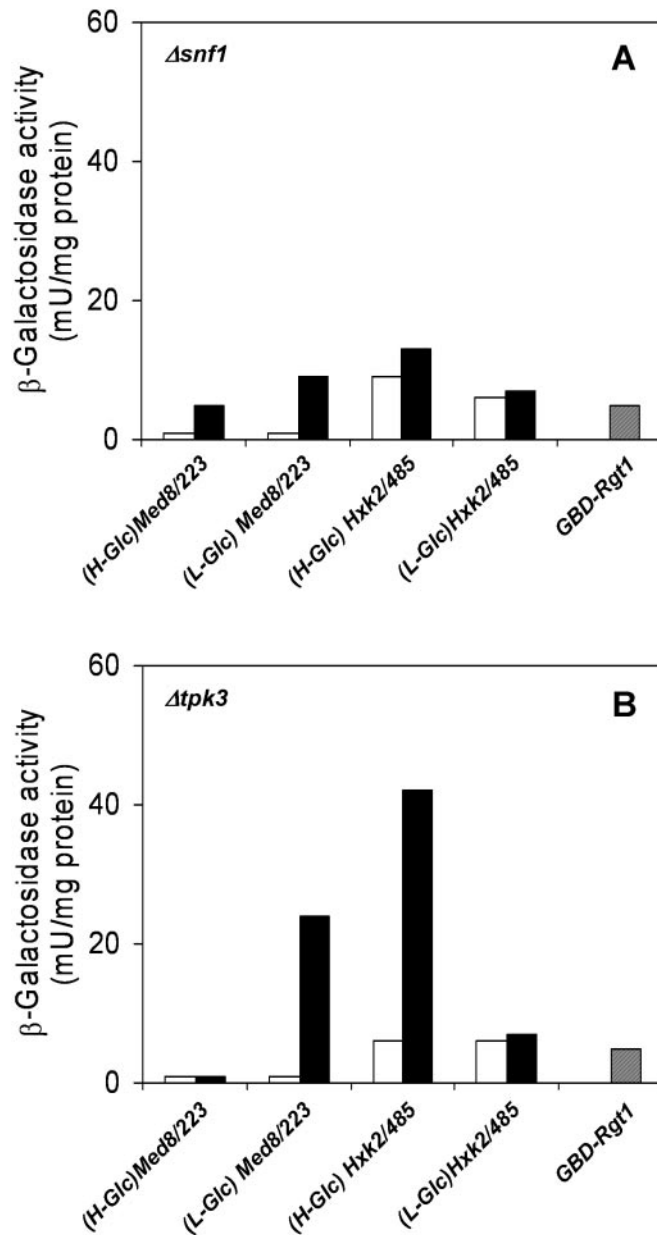 60
Δsnf1
A
β-Galactosidase activity
(mU/mg protein)
40
20
0
(H-Glc)Med8/223
(L-Glc) Med8/223
(H-Glc) Hxk2/485
(L-Glc)Hxk2/485
GBD-Rgt1
60
Δtpk3
B
β-Galactosidase activity
(mU/mg protein)
40
20
0
(H-Glc)Med8/223
(L-Glc) Med8/223
(H-Glc) Hxk2/485
(L-Glc)Hxk2/485
GBD-Rgt1